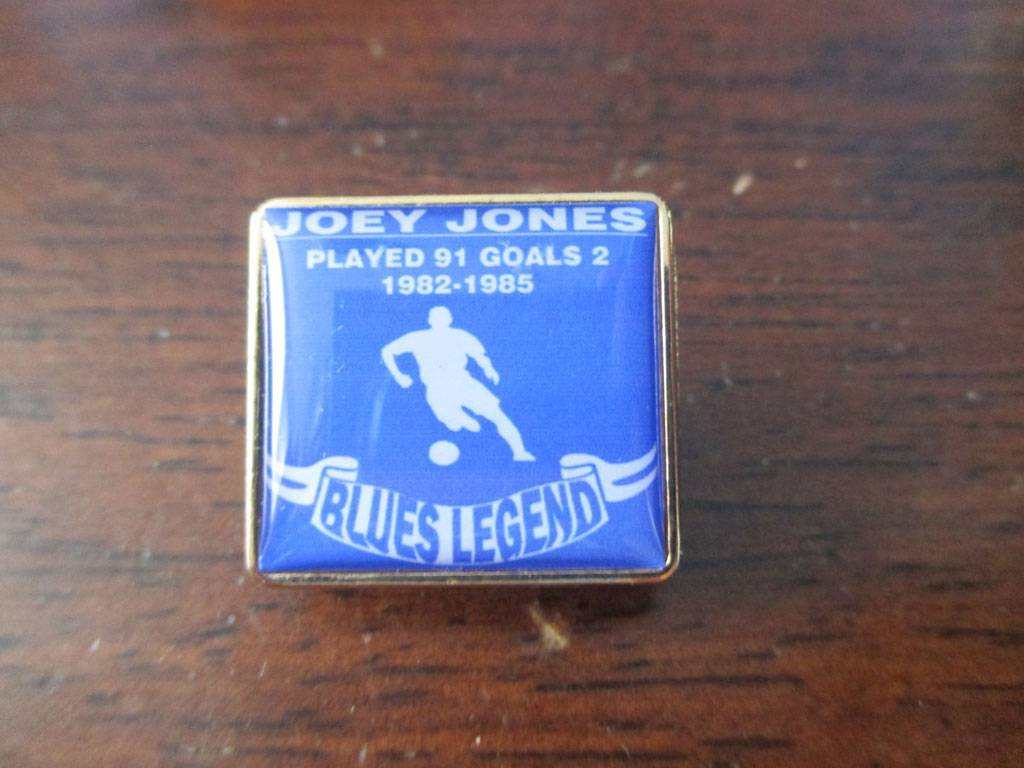 JOEY JONES
PLAYED 91 GOALS 2
1982-1985
BLUES LEGEND